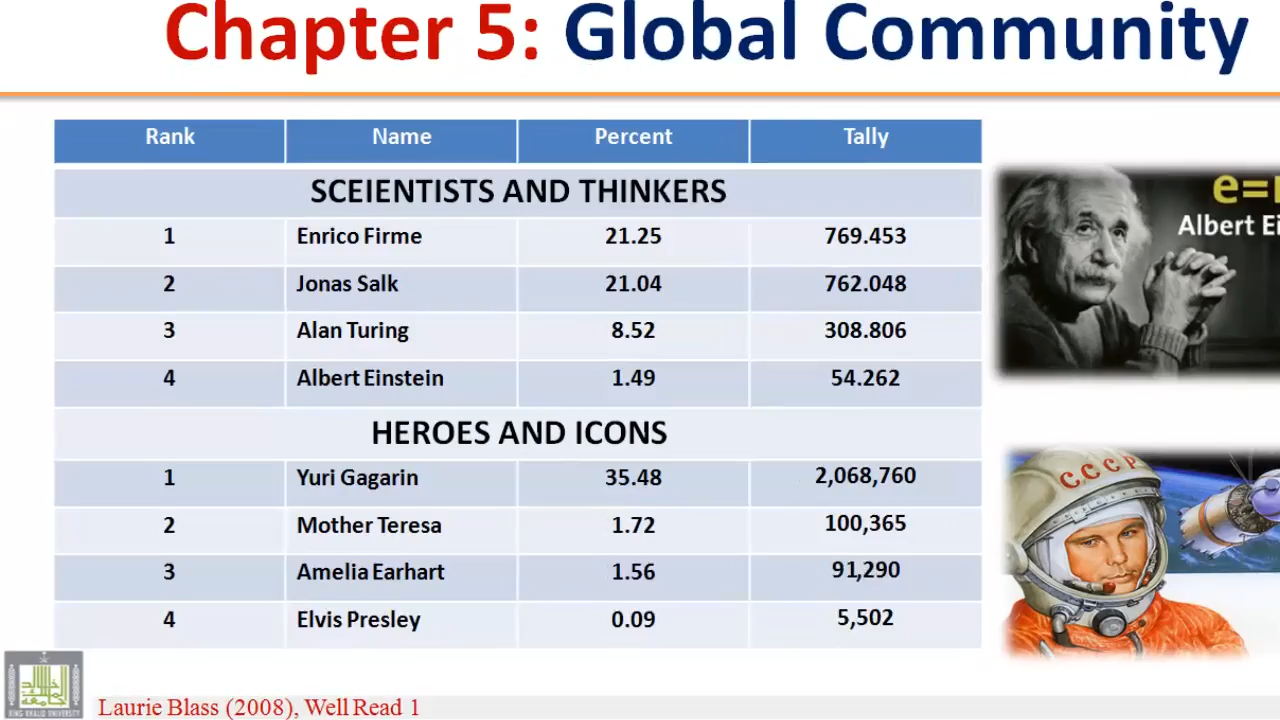 Chapter 5: Global Community
Rank Name Percent Tally
SCEIENTISTS AND THINKERS
1 Enrico Firme 21.25 769.453
2 Jonas Salk 21.04 762.048
3 Alan Turing 8.52 308.806
4 Albert Einstein 1.49 54.262
HEROES AND ICONS
1 Yuri Gagarin 35.48 2,068,760
2 Mother Teresa 1.72 100,365
3 Amelia Earhart 1.56 91,290
4 Elvis Presley 0.09 5,502
e=
Albert Ei
CCCP
KING KHALID UNIVERSITY
Laurie Blass (2008), Well Read 1